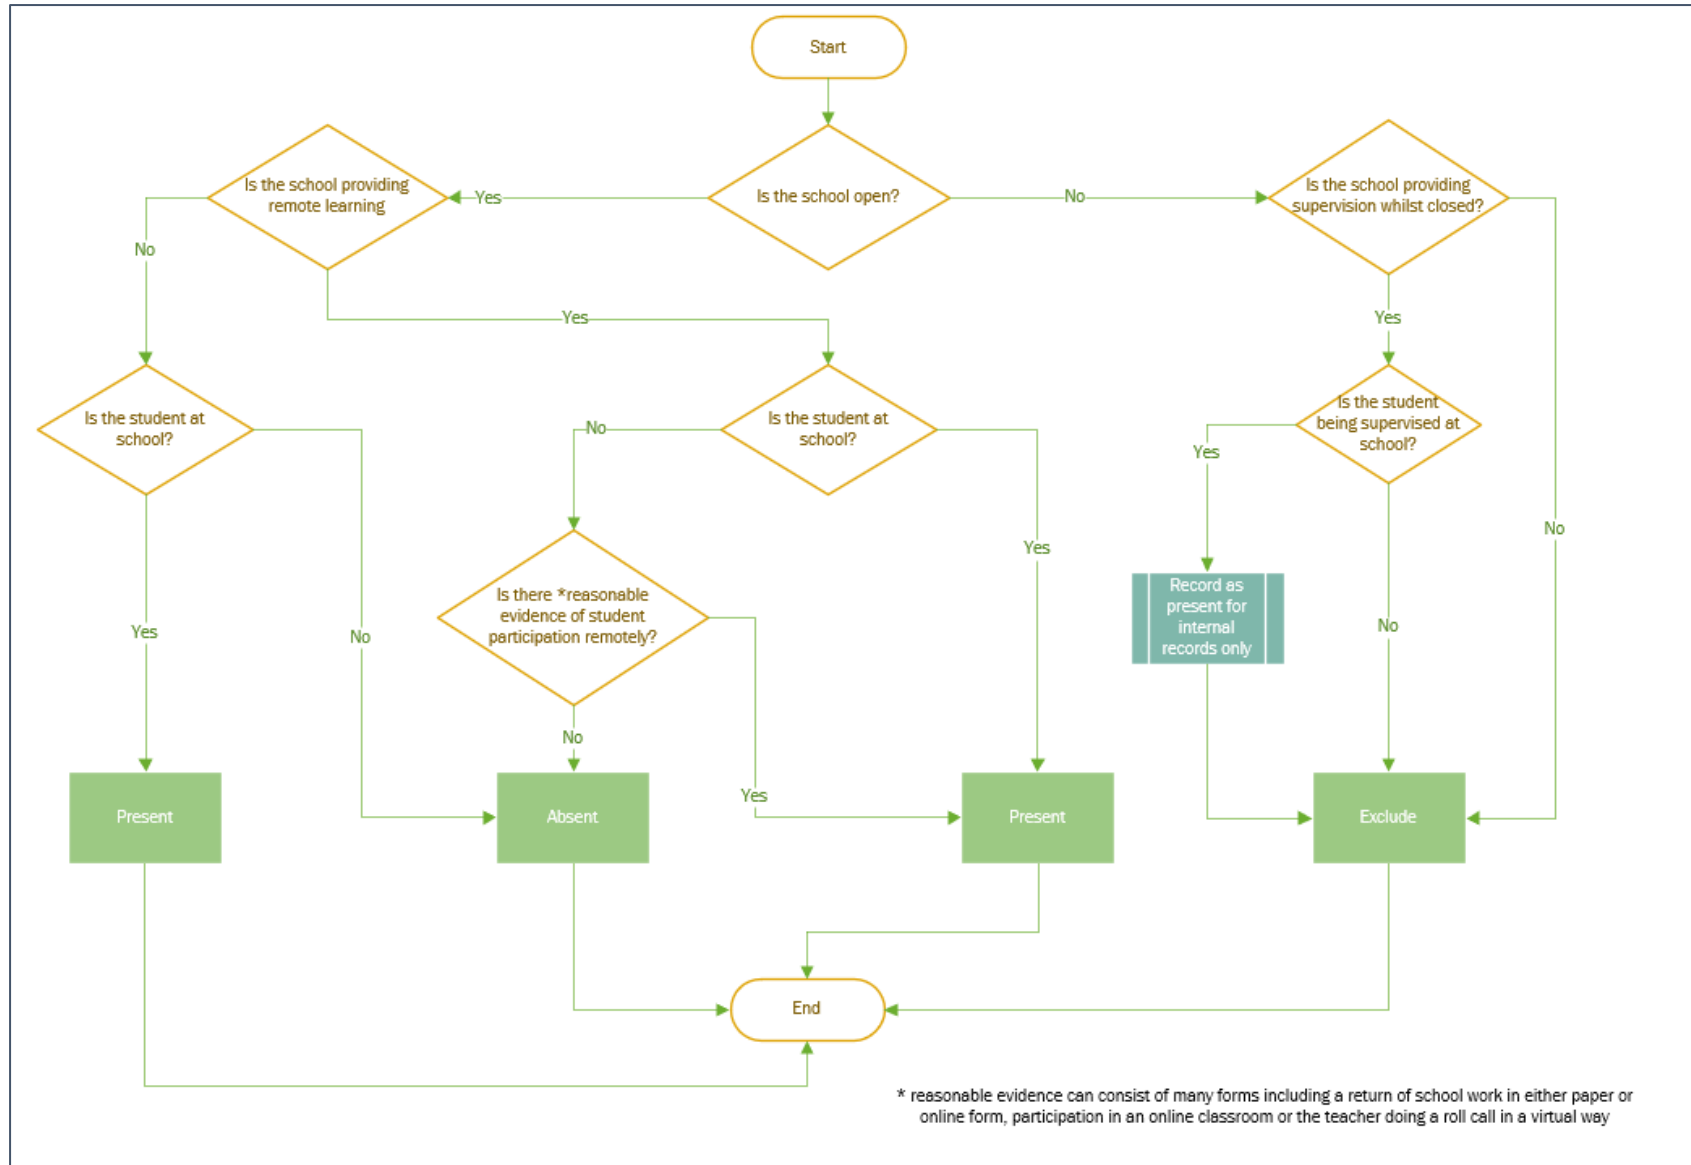 Start
Is the school providing
remote learning
Yes
Is the school open?
No
Is the school providing
supervision whilst closed?
No
Yes
Yes
Is the student at
school?
No
Is the student at
school?
Is the student
being supervised at
school?
Yes
No
Yes
Is there *reasonable
evidence of student
participation remotely?
Record as
present for
internal
records only
Yes
No
No
No
Yes
Present
Absent
Present
Exclude
End
* reasonable evidence can consist of many forms including a return of school work in either paper or
online form, participation in an online classroom or the teacher doing a roll call in a virtual way